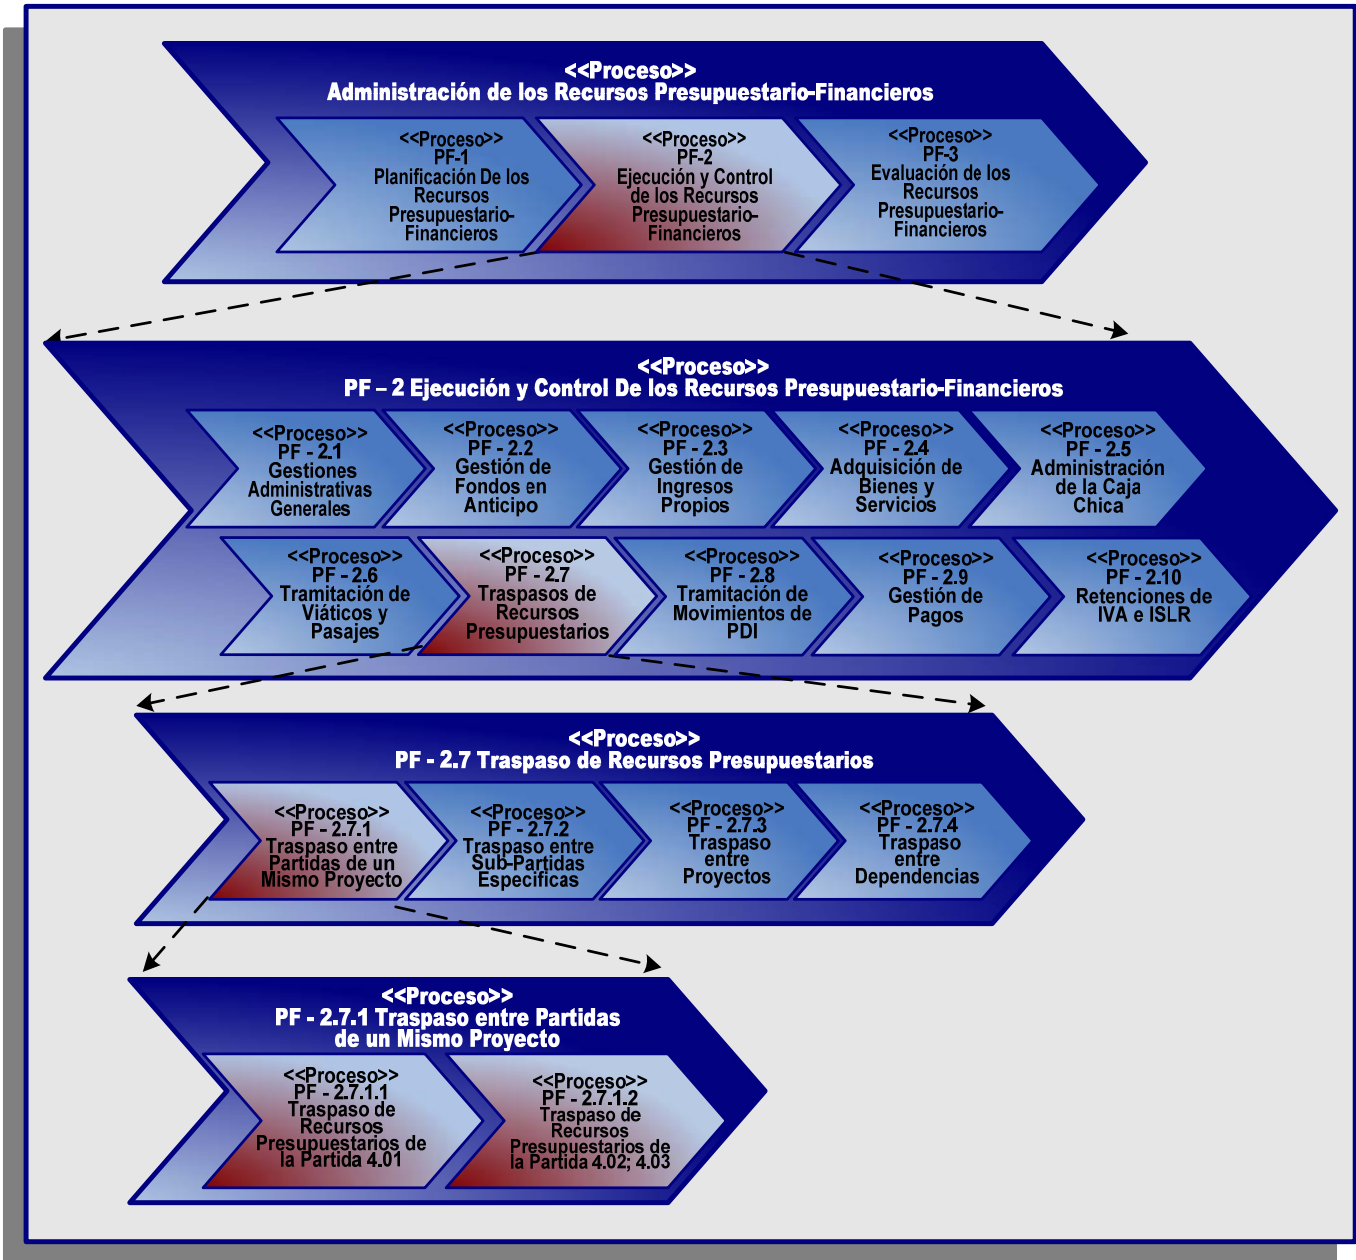 <<Proceso>>
Administración de los Recursos Presupuestario-Financieros
<<Proceso>>
PF-1
Planificación De los
Recursos
Presupuestario-
Financieros
<<Proceso>>
PF-2
Ejecución y Control
de los Recursos
Presupuestario-
Financieros
<<Proceso>>
PF-3
Evaluación de los
Recursos
Presupuestario-
Financieros
<<Proceso>>
PF – 2 Ejecución y Control De los Recursos Presupuestario-Financieros
<<Proceso>>
PF - 2.1
Gestiones
Administrativas
Generales
<<Proceso>>
PF - 2.2
Gestión de
Fondos en
Anticipo
<<Proceso>>
PF - 2.3
Gestión de
Ingresos
Propios
<<Proceso>>
PF - 2.4
Adquisición de
Bienes y
Servicios
<<Proceso>>
PF - 2.5
Administración
de la Caja
Chica
<<Proceso>>
PF - 2.6
Tramitación de
Viáticos y
Pasajes
<<Proceso>>
PF - 2.7
Traspasos de
Recursos
Presupuestarios
<<Proceso>>
PF - 2.8
Tramitación de
Movimientos de
PDI
<<Proceso>>
PF - 2.9
Gestión de
Pagos
<<Proceso>>
PF - 2.10
Retenciones de
IVA e ISLR
<<Proceso>>
PF - 2.7 Traspaso de Recursos Presupuestarios
<<Proceso>>
PF - 2.7.1
Traspaso entre
Partidas de un
Mismo Proyecto
<<Proceso>>
PF - 2.7.2
Traspaso entre
Sub-Partidas
Especificas
<<Proceso>>
PF - 2.7.3
Traspaso
entre
Proyectos
<<Proceso>>
PF - 2.7.4
Traspaso
entre
Dependencias
<<Proceso>>
PF - 2.7.1 Traspaso entre Partidas
de un Mismo Proyecto
<<Proceso>>
PF - 2.7.1.1
Traspaso de
Recursos
Presupuestarios de
la Partida 4.01
<<Proceso>>
PF - 2.7.1.2
Traspaso de
Recursos
Presupuestarios de
la Partida 4.02; 4.03